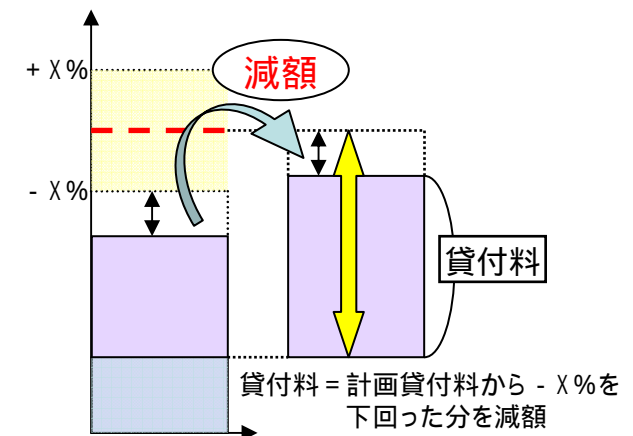 減額
+ X%
- X%
貸付料
貸付料 = 計画貸付料から - X%を
下回った分を減額